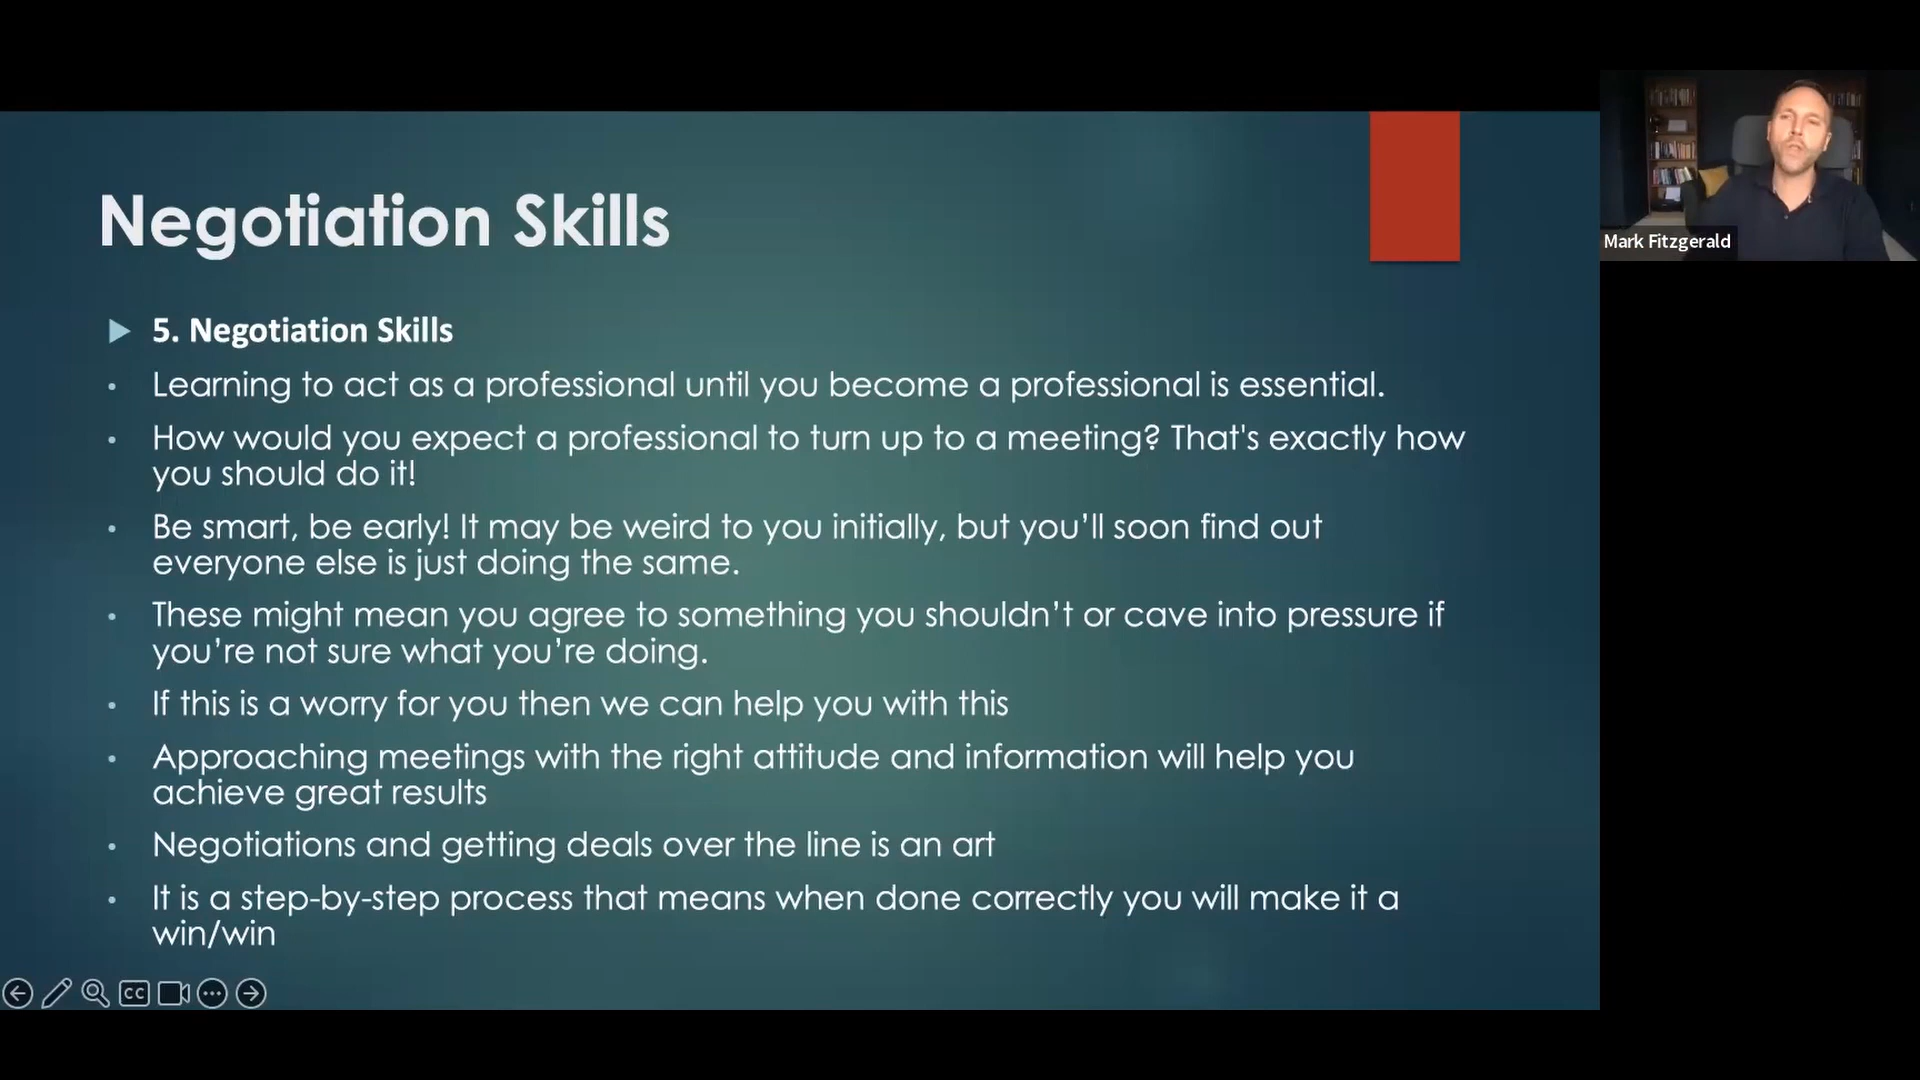 Negotiation Skills
5. Negotiation Skills
Learning to act as a professional until you become a professional is essential.
How would you expect a professional to turn up to a meeting? That's exactly how
you should do it!
Be smart, be early! It may be weird to you initially, but you’ll soon find out
everyone else is just doing the same.
These might mean you agree to something you shouldn’t or cave into pressure if
you’re not sure what you’re doing.
If this is a worry for you then we can help you with this
Approaching meetings with the right attitude and information will help you
achieve great results
Negotiations and getting deals over the line is an art
It is a step-by-step process that means when done correctly you will make it a
win/win
CC
Mark Fitzgerald